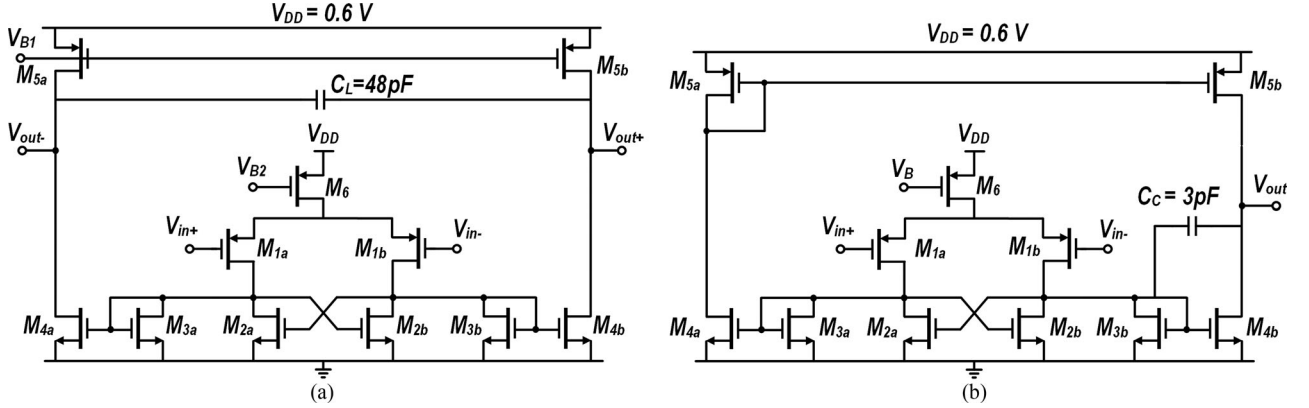 V_DD = 0.6 V
V_B1
M_5a
M_5b
C_L=48pF
V_out-
V_out+
V_DD
V_B2
M_6
V_in+
M_1a
M_1b
V_in-
M_4a
M_3a
M_2a
M_2b
M_3b
M_4b
(a)
V_DD = 0.6 V
M_5a
M_5b
V_DD
V_B
M_6
C_C = 3pF
V_out
V_in+
M_1a
M_1b
V_in-
M_4a
M_3a
M_2a
M_2b
M_3b
M_4b
(b)